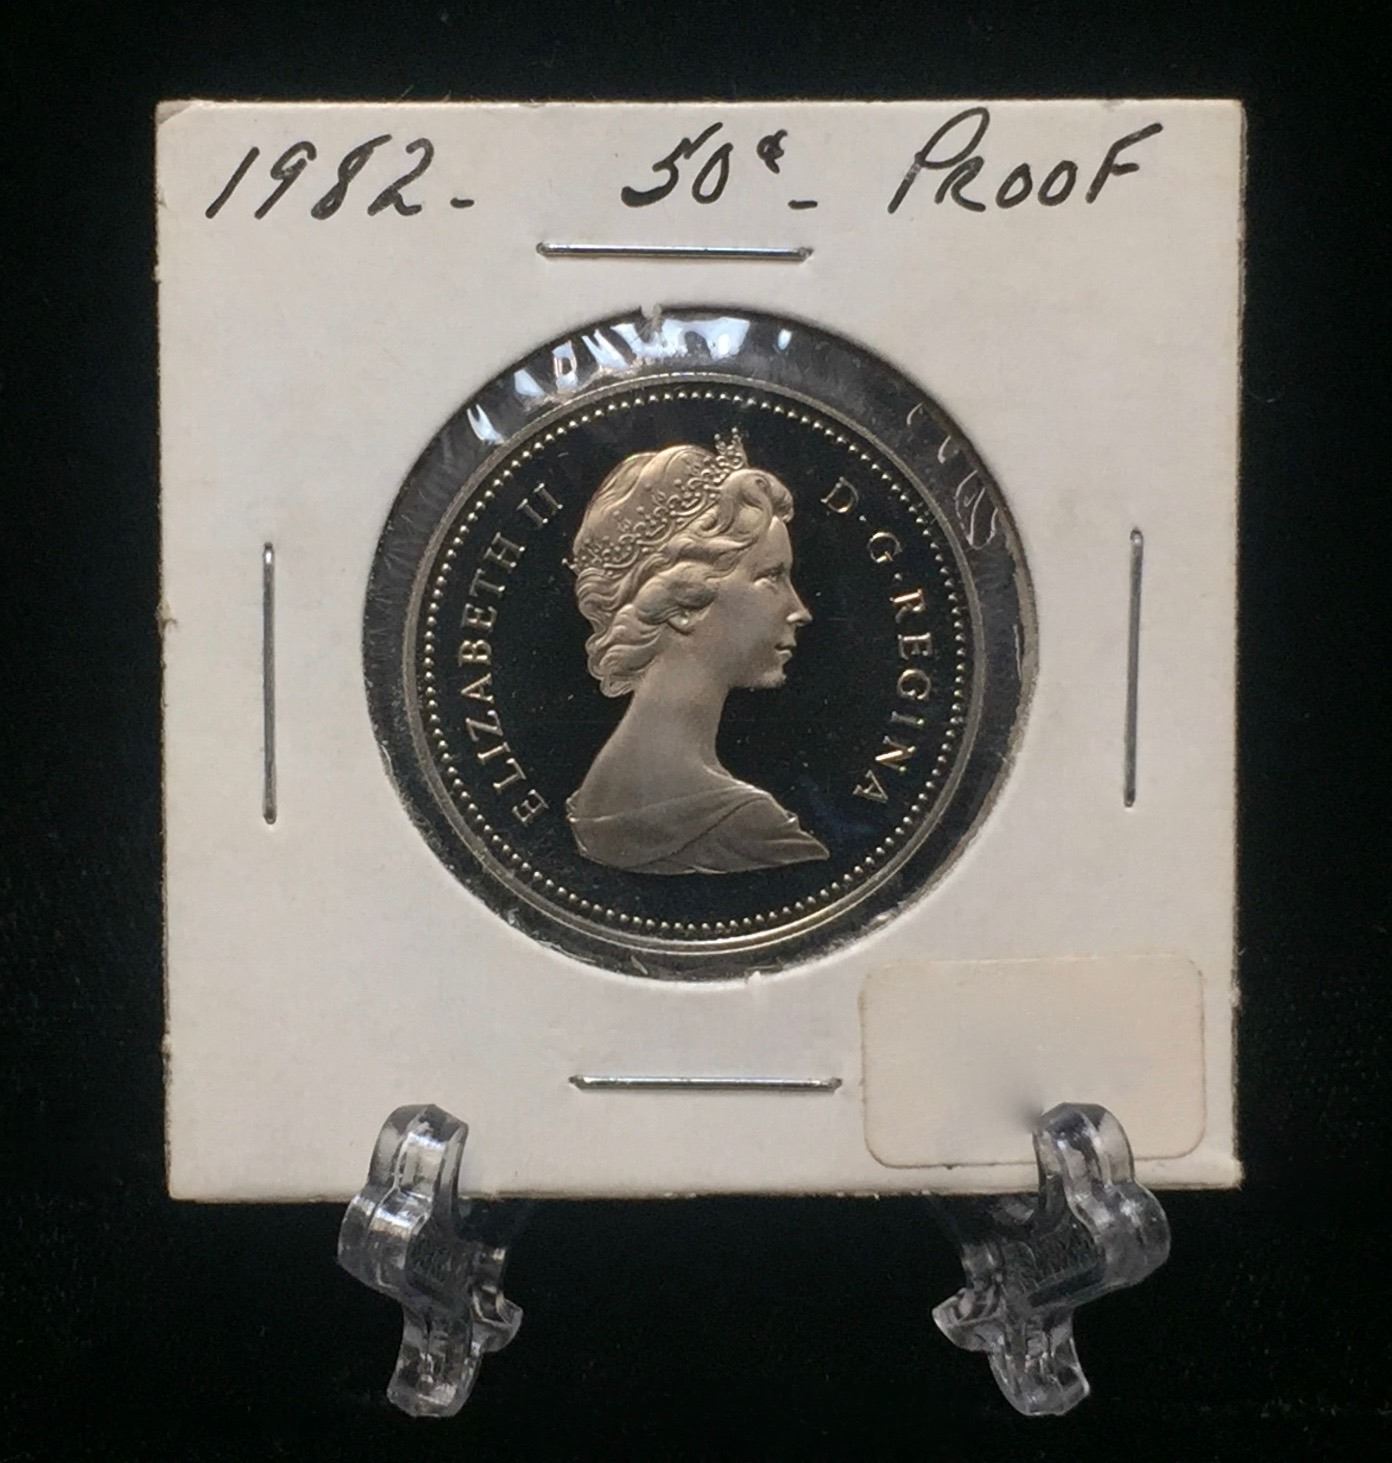 1982- 50¢- PROOF
ELIZABETH II D·G·REGINA